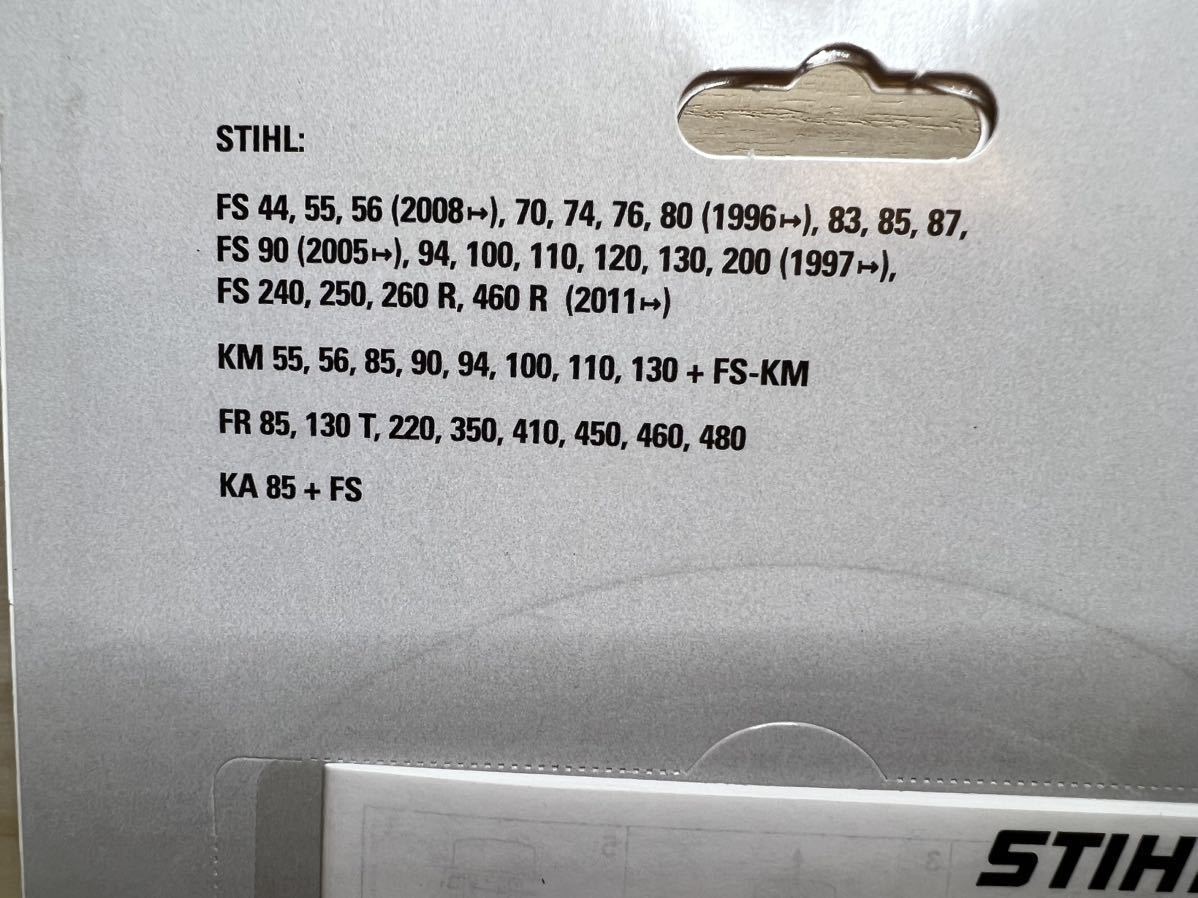 STIHL:
FS 44, 55, 56 (2008↦), 70, 74, 76, 80 (1996↦), 83, 85, 87,
FS 90 (2005↦), 94, 100, 110, 120, 130, 200 (1997↦),
FS 240, 250, 260 R, 460 R (2011↦)
KM 55, 56, 85, 90, 94, 100, 110, 130 + FS-KM
FR 85, 130 T, 220, 350, 410, 450, 460, 480
KA 85 + FS
STIH